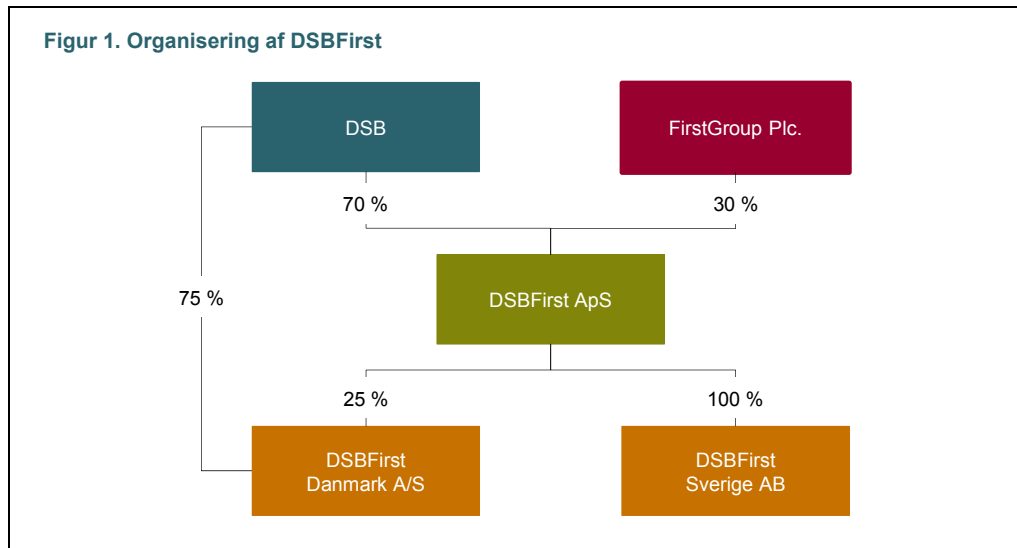 Figur 1. Organisering af DSBFirst
DSB
FirstGroup Plc.
70 %
30 %
DSBFirst ApS
75 %
25 %
100 %
DSBFirst
Danmark A/S
DSBFirst
Sverige AB